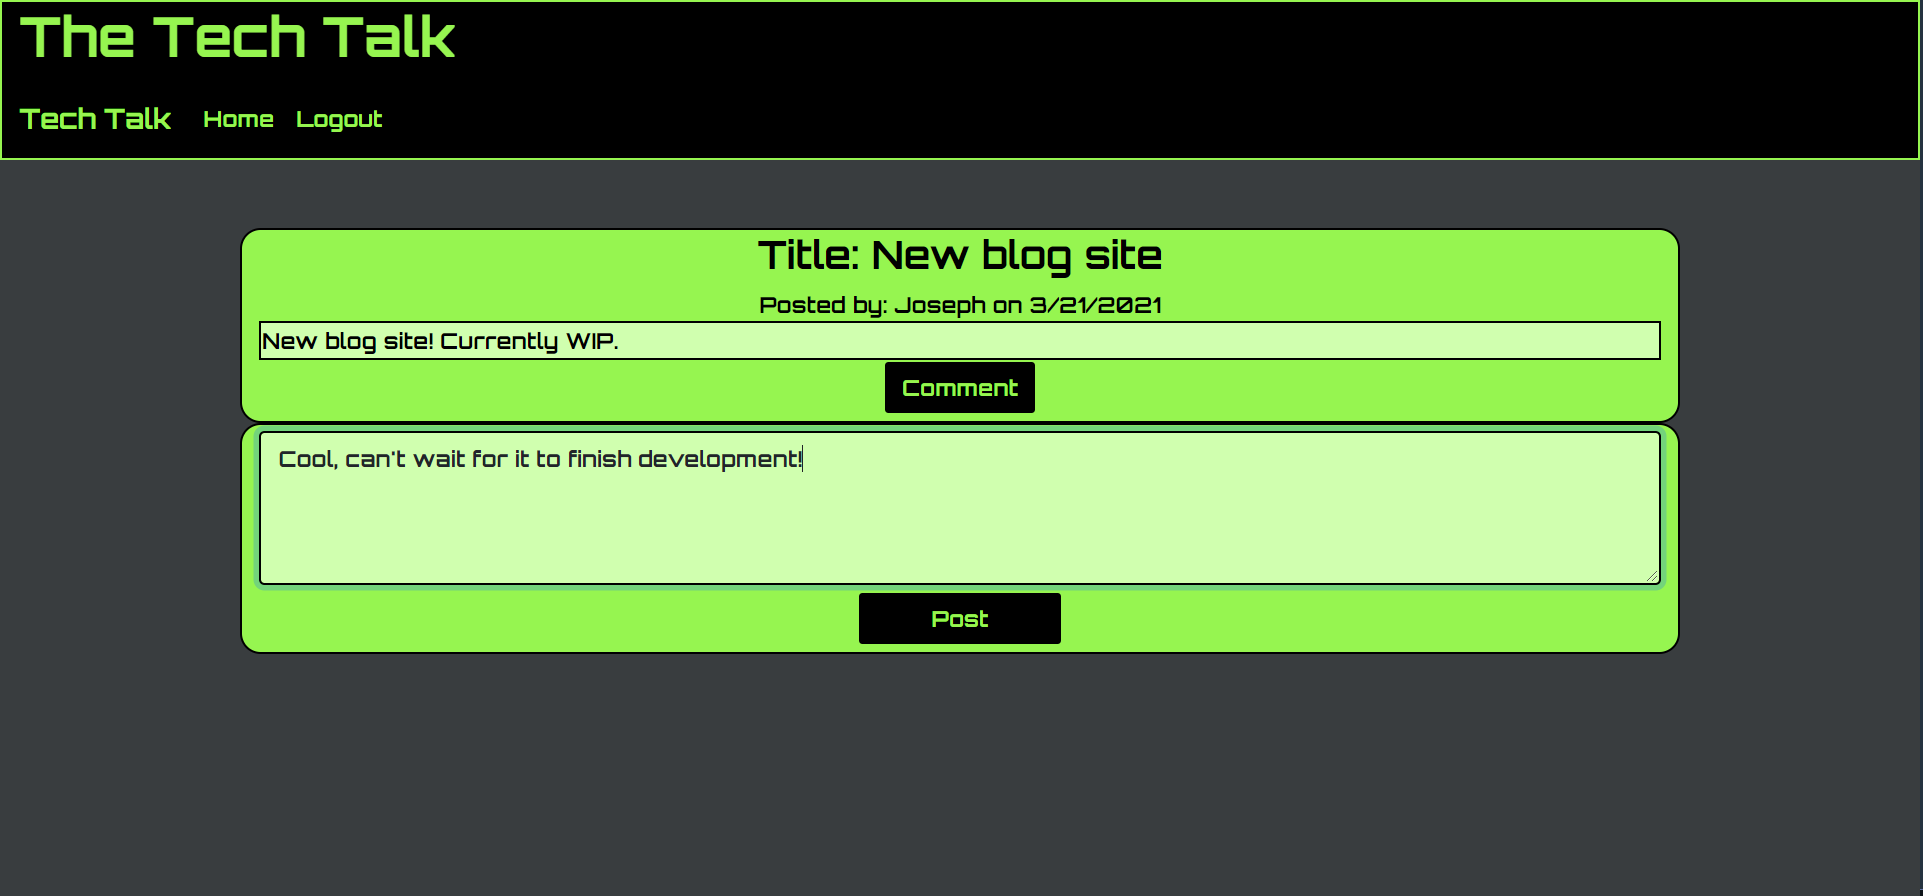 The Tech Talk
Tech Talk Home Logout
Title: New blog site
Posted by: Joseph on 3/21/2021
New blog site! Currently WIP.
Comment
Cool, can't wait for it to finish development!
Post